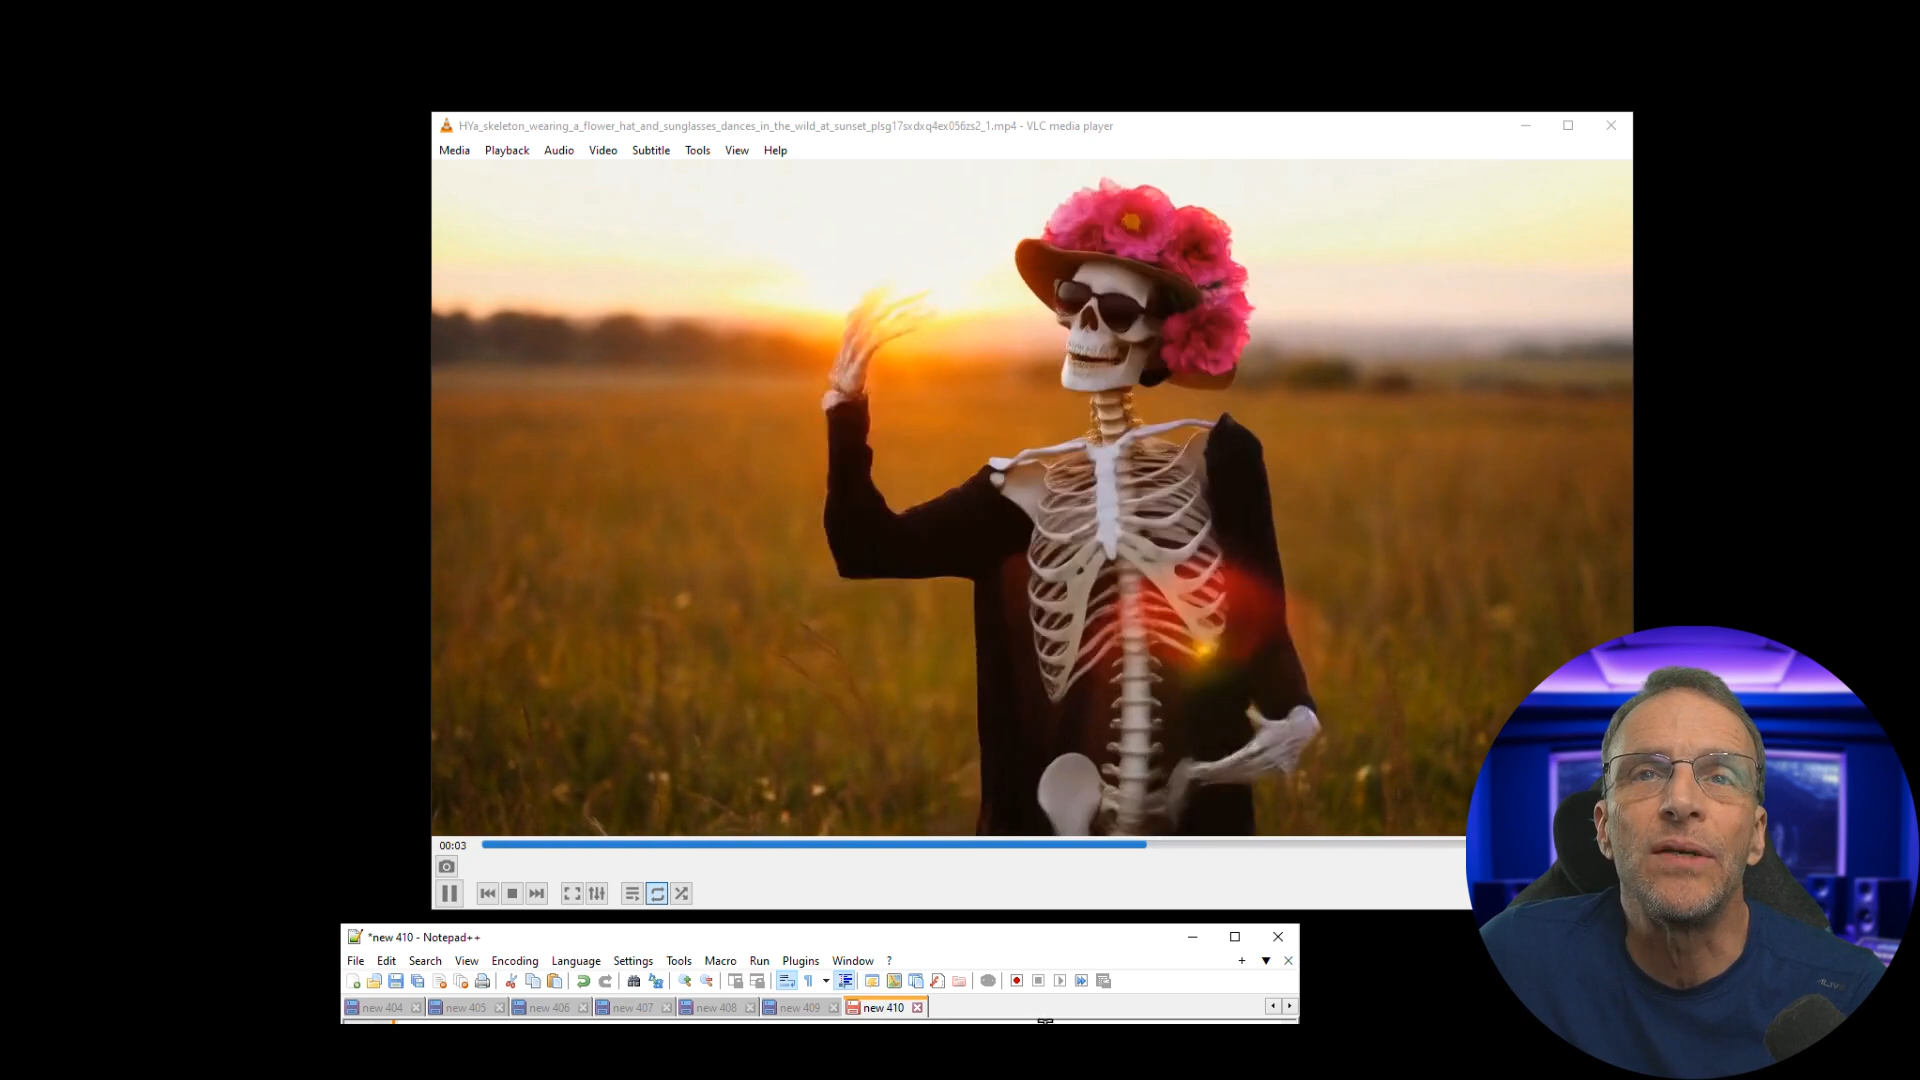 HYa_skeleton_wearing_a_flower_hat_and_sunglasses_dances_in_the_wild_at_sunset_plsg17sxdxq4ex056zs2_1.mp4 - VLC media player
Media Playback Audio Video Subtitle Tools View Help
00:03
*new 410 - Notepad++
File Edit Search View Encoding Language Settings Tools Macro Run Plugins Window ?
new 404 new 405 new 406 new 407 new 408 new 409 new 410